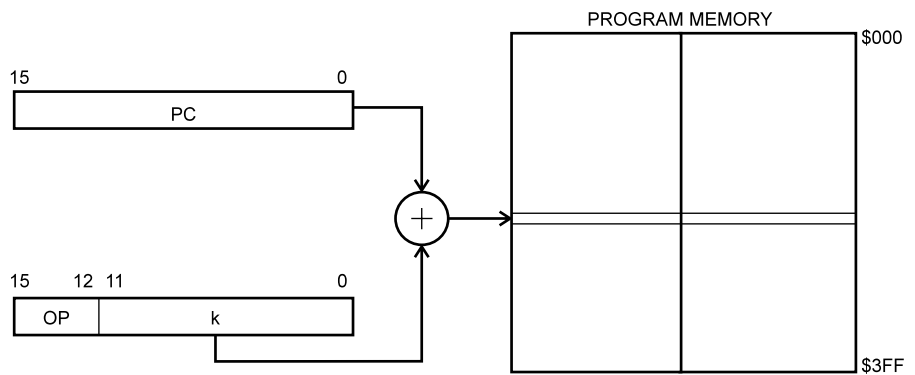 PROGRAM MEMORY
$000
15 0
PC
+
15 12 11 0
OP k
$3FF